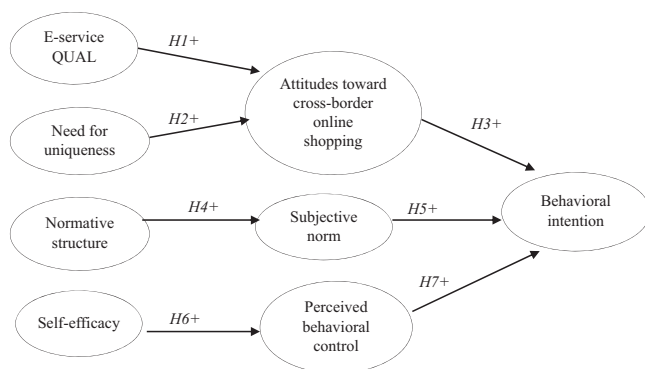 E-service
QUAL
H1+
Attitudes toward
cross-border
online
shopping
Need for
uniqueness
H2+
H3+
Normative
structure
H4+
Subjective
norm
H5+
Behavioral
intention
Self-efficacy
H6+
Perceived
behavioral
control
H7+